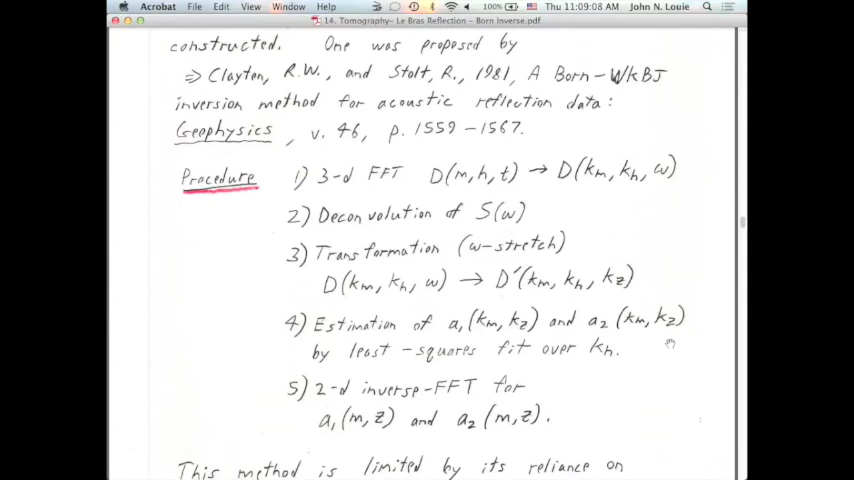 Acrobat File Edit View Window Help 100% Thu 11:09:08 AM John N. Louie
14. Tomography- Le Bras Reflection - Born Inverse.pdf
constructed. One was proposed by
⇒ Clayton, R.W., and Stolt, R., 1981, A Born-WkBJ
inversion method for acoustic reflection data:
Geophysics, v. 46, p. 1559-1567.
Procedure 1) 3-d FFT D(m,h,t) → D(km, kh, ω)
2) Deconvolution of S(ω)
3) Transformation (ω-stretch)
D(km, kh, ω) → D′(km, kh, kz)
4) Estimation of a₁(km, kz) and a₂(km, kz)
by least-squares fit over kh.
5) 2-d inverse-FFT for
a₁(m,z) and a₂(m,z).
This method is limited by its reliance on